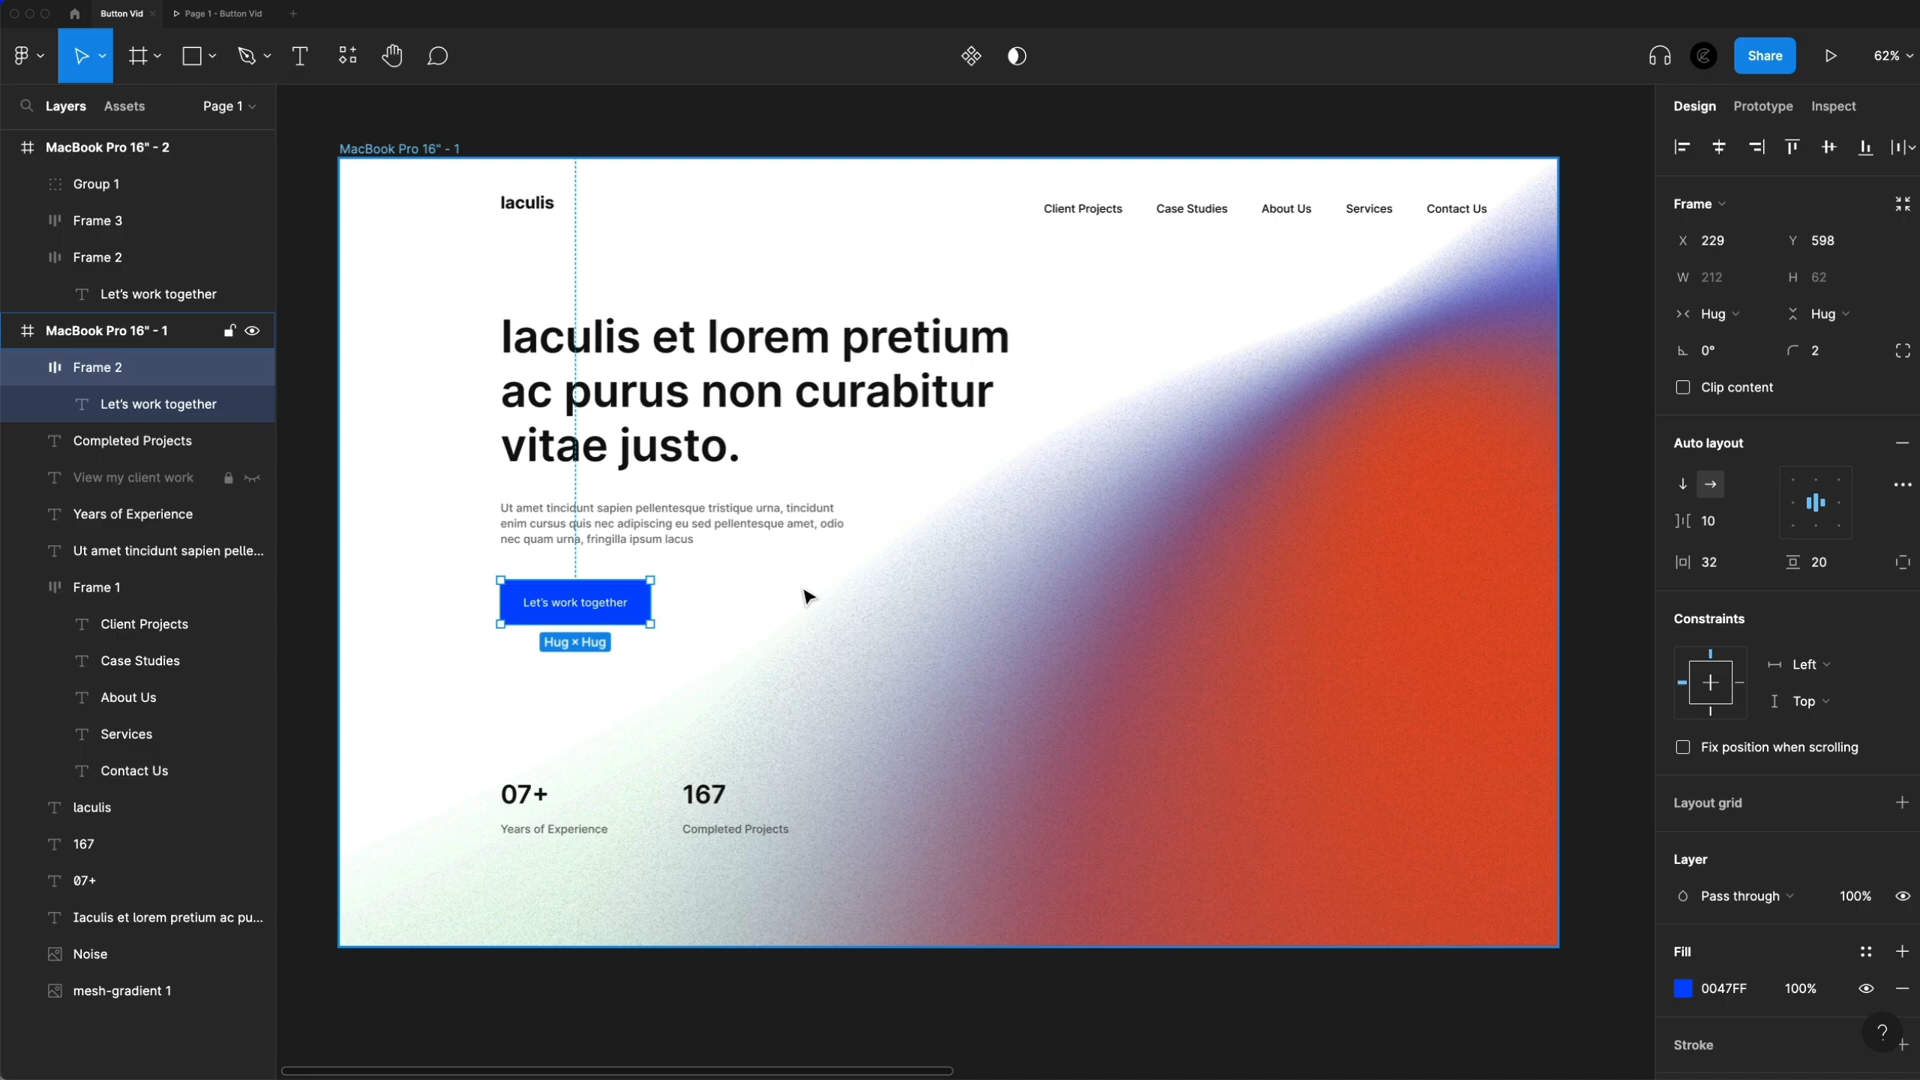 Button Vid
Page 1 - Button Vid
Share
62%
Layers
Assets
Page 1
MacBook Pro 16" - 2
Group 1
Frame 3
Frame 2
Let's work together
MacBook Pro 16" - 1
Frame 2
Let's work together
Completed Projects
View my client work
Years of Experience
Ut amet tincidunt sapien pelle...
Frame 1
Client Projects
Case Studies
About Us
Services
Contact Us
Iaculis
167
07+
Iaculis et lorem pretium ac pu...
Noise
mesh-gradient 1
MacBook Pro 16" - 1
Iaculis
Client Projects
Case Studies
About Us
Services
Contact Us
Iaculis et lorem pretium
ac purus non curabitur
vitae justo.
Ut amet tincidunt sapien pellentesque tristique urna, tincidunt
enim cursus quis nec adipiscing eu sed pellentesque amet, odio
nec quam urna, fringilla ipsum lacus
Let's work together
Hug × Hug
07+
167
Years of Experience
Completed Projects
Design
Prototype
Inspect
Frame
X 229
Y 598
W 212
H 62
Hug
Hug
0°
2
Clip content
Auto layout
10
32
20
Constraints
Left
Top
Fix position when scrolling
Layout grid
Layer
Pass through
100%
Fill
0047FF
100%
?
Stroke